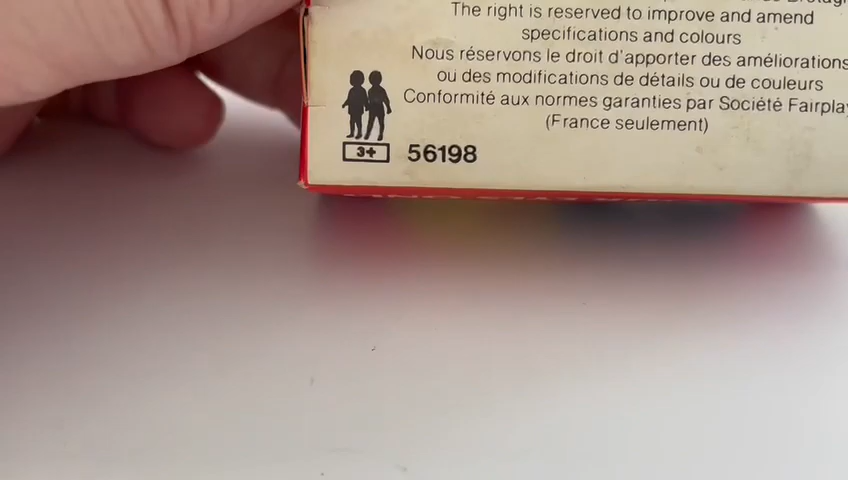 The right is reserved to improve and amend
specifications and colours
Nous réservons le droit d'apporter des améliorations
ou des modifications de détails ou de couleurs
Conformité aux normes garanties par Société Fairplay
(France seulement)
3+ 56198